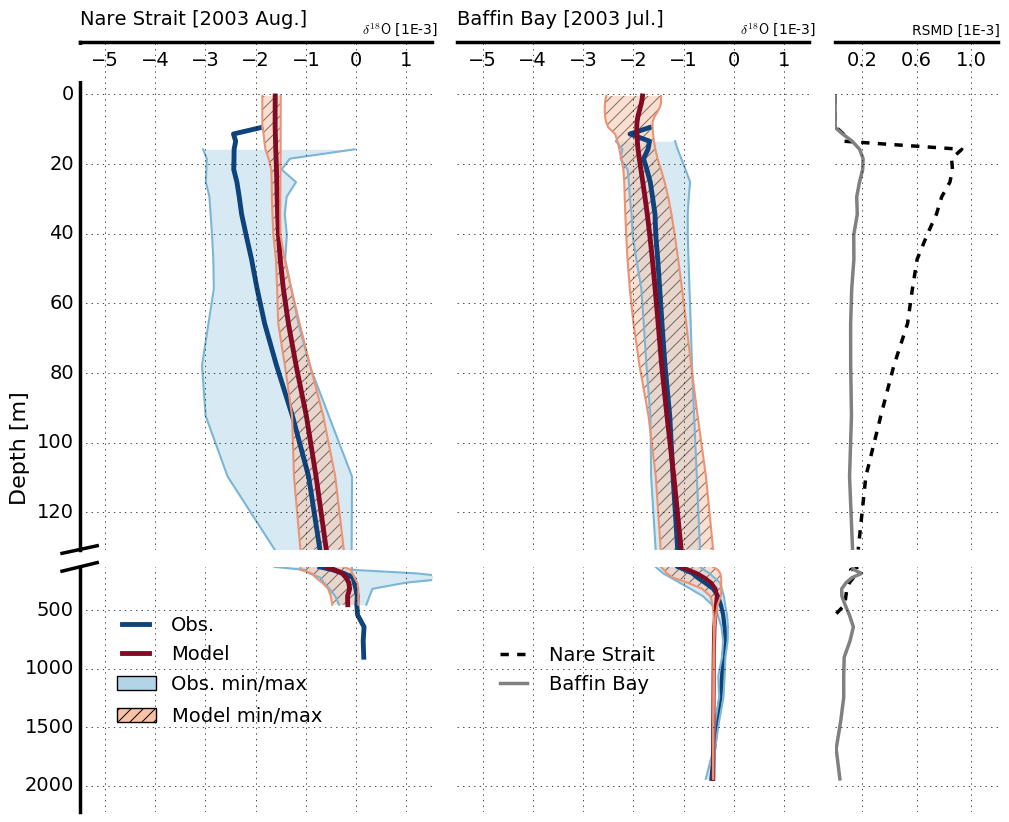 Nare Strait [2003 Aug.]
δ¹⁸O [1E-3]
Baffin Bay [2003 Jul.]
δ¹⁸O [1E-3]
RSMD [1E-3]
−5 −4 −3 −2 −1 0 1
−5 −4 −3 −2 −1 0 1
0.2 0.6 1.0
0
20
40
60
80
100
120
500
1000
1500
2000
Depth [m]
Obs.
Model
Obs. min/max
Model min/max
Nare Strait
Baffin Bay